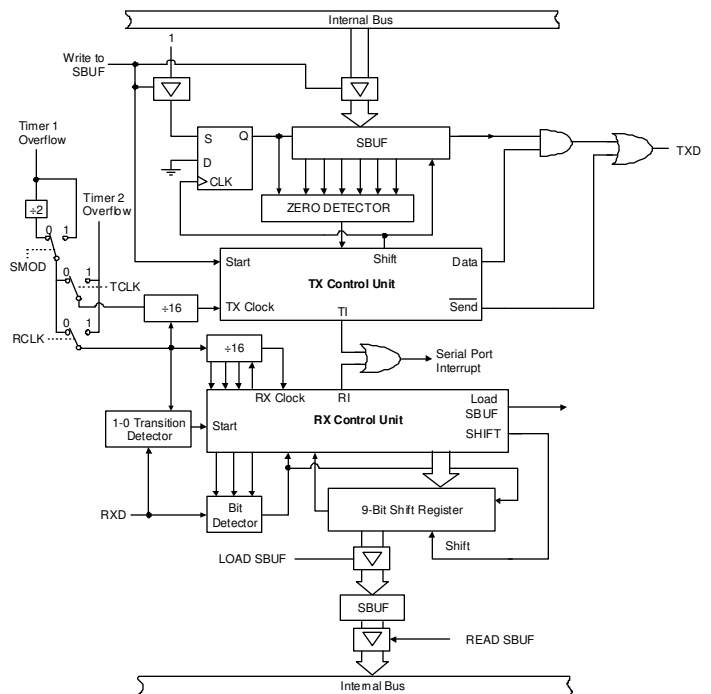 Internal Bus
1
Write to
SBUF
S
Q
D
CLK
SBUF
TXD
Timer 1
Overflow
Timer 2
Overflow
÷2
ZERO DETECTOR
0 1
SMOD
Shift
Start
Data
TX Control Unit
0 1
TCLK
÷16
TX Clock
TI
Send
0 1
RCLK
÷16
Serial Port
Interrupt
RX Clock
RI
Load
SBUF
1-0 Transition
Detector
Start
RX Control Unit
SHIFT
RXD
Bit
Detector
9-Bit Shift Register
Shift
LOAD SBUF
SBUF
READ SBUF
Internal Bus